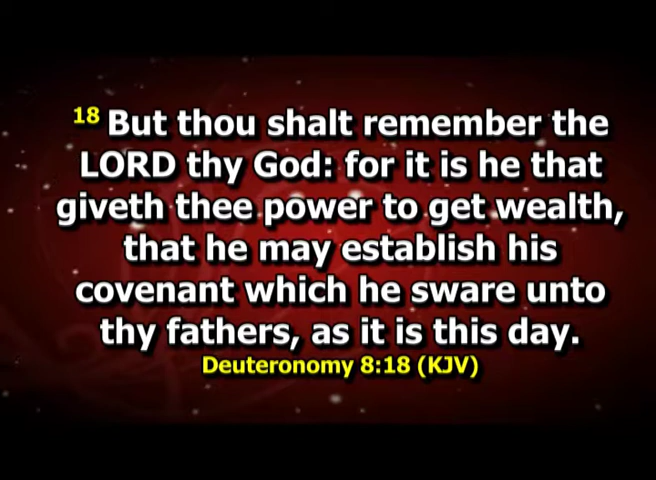 18 But thou shalt remember the
LORD thy God: for it is he that
giveth thee power to get wealth,
that he may establish his
covenant which he sware unto
thy fathers, as it is this day.
Deuteronomy 8:18 (KJV)